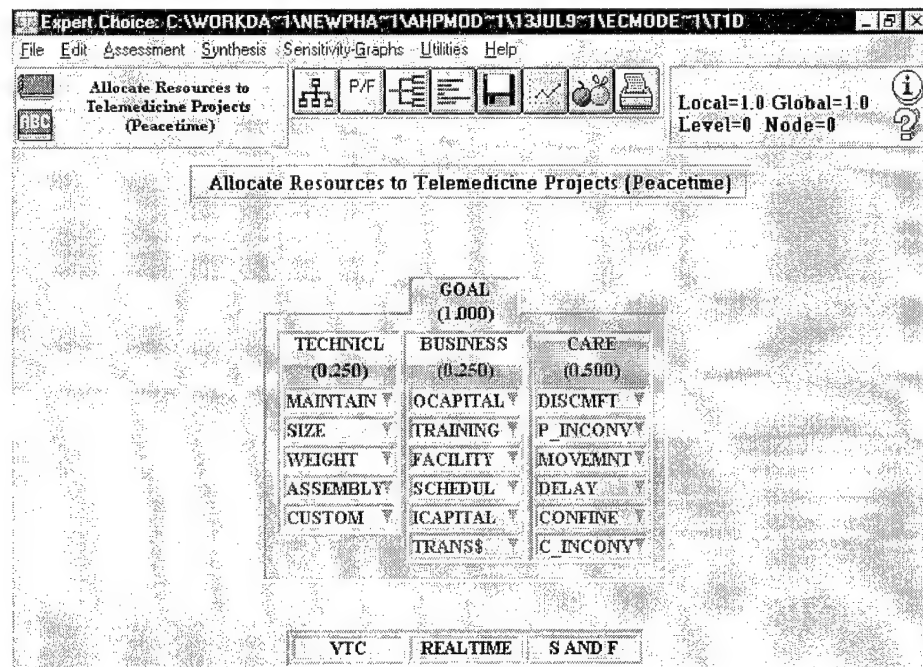 Expert Choice: C:\WORKDA~1\NEWPHA~1\AHPMOD~1\13JUL9~1\ECMODE~1\T1D
File Edit Assessment Synthesis Sensitivity-Graphs Utilities Help
Allocate Resources to
Telemedicine Projects
(Peacetime)
ABC
P/F
Local=1.0 Global=1.0
Level=0 Node=0
Allocate Resources to Telemedicine Projects (Peacetime)
GOAL
(1.000)
TECHNICL BUSINESS CARE
(0.250) (0.250) (0.500)
MAINTAIN OCAPITAL DISCMFT
SIZE TRAINING P_INCONV
WEIGHT FACILITY MOVEMNT
ASSEMBLY SCHEDUL DELAY
CUSTOM ICAPITAL CONFINE
TRANS$ C_INCONV
VTC REALTIME S AND F